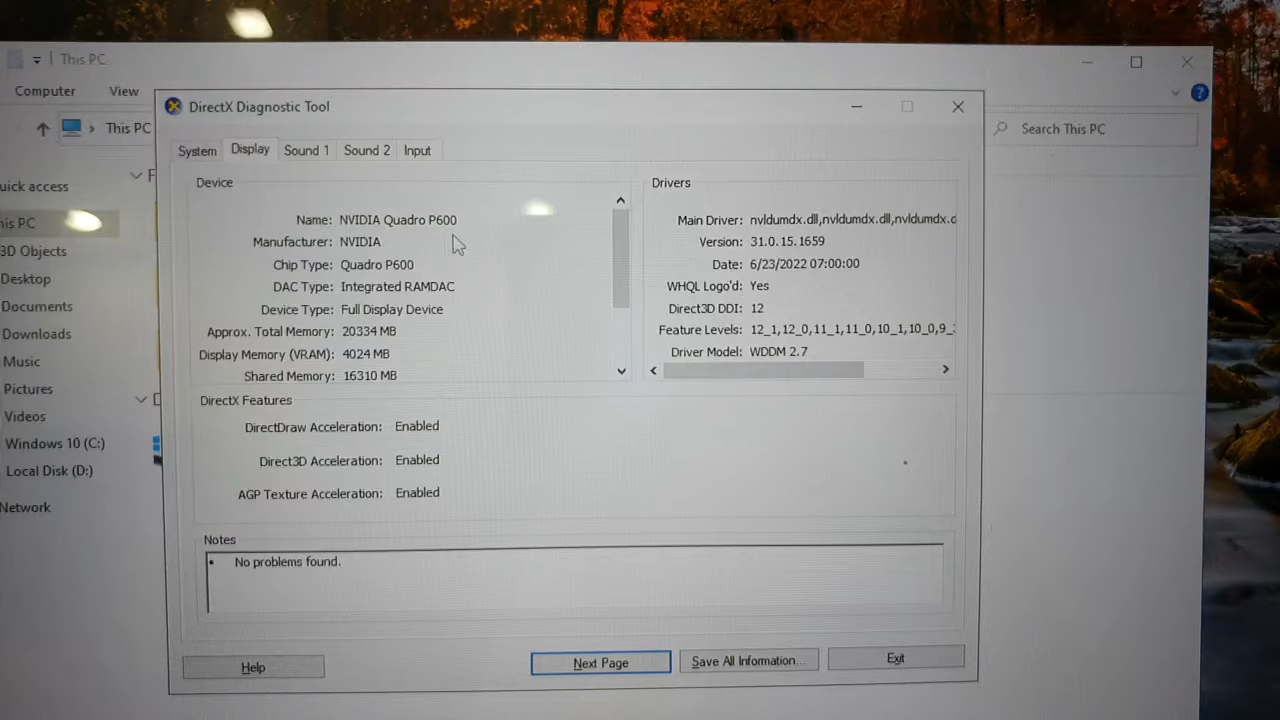 This PC
Computer View
This PC
Search This PC
DirectX Diagnostic Tool
System Display Sound 1 Sound 2 Input
Device
Name: NVIDIA Quadro P600
Manufacturer: NVIDIA
Chip Type: Quadro P600
DAC Type: Integrated RAMDAC
Device Type: Full Display Device
Approx. Total Memory: 20334 MB
Display Memory (VRAM): 4024 MB
Shared Memory: 16310 MB
Drivers
Main Driver: nvldumdx.dll,nvldumdx.dll,nvldumdx.d
Version: 31.0.15.1659
Date: 6/23/2022 07:00:00
WHQL Logo'd: Yes
Direct3D DDI: 12
Feature Levels: 12_1,12_0,11_1,11_0,10_1,10_0,9_
Driver Model: WDDM 2.7
DirectX Features
DirectDraw Acceleration: Enabled
Direct3D Acceleration: Enabled
AGP Texture Acceleration: Enabled
Notes
• No problems found.
Help
Next Page
Save All Information...
Exit
uick access
his PC
3D Objects
Desktop
Documents
Downloads
Music
Pictures
Videos
Windows 10 (C:)
Local Disk (D:)
Network